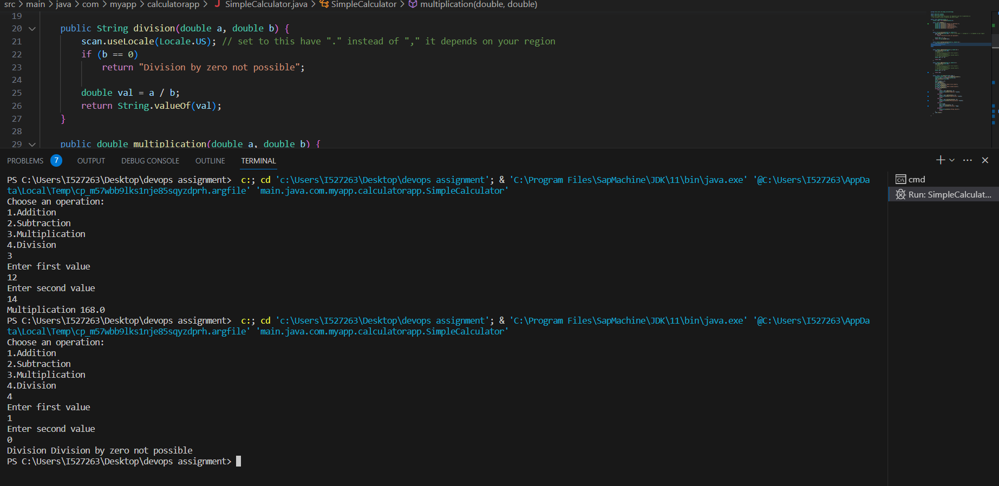 src > main > java > com > myapp > calculatorapp > J SimpleCalculator.java > SimpleCalculator > multiplication(double, double)
19
20 public String division(double a, double b) {
21 scan.useLocale(Locale.US); // set to this have "." instead of "," it depends on your region
22 if (b == 0)
23 return "Division by zero not possible";
24
25 double val = a / b;
26 return String.valueOf(val);
27 }
28
29 public double multiplication(double a, double b) {
PROBLEMS 7 OUTPUT DEBUG CONSOLE OUTLINE TERMINAL
PS C:\Users\I527263\Desktop\devops assignment> c:; cd 'c:\Users\I527263\Desktop\devops assignment'; & 'C:\Program Files\SapMachine\JDK\11\bin\java.exe' '@C:\Users\I527263\AppDa
ta\Local\Temp\cp_m57wbb9lks1nje85sqyzdprh.argfile' 'main.java.com.myapp.calculatorapp.SimpleCalculator'
Choose an operation:
1.Addition
2.Subtraction
3.Multiplication
4.Division
3
Enter first value
12
Enter second value
14
Multiplication 168.0
PS C:\Users\I527263\Desktop\devops assignment> c:; cd 'c:\Users\I527263\Desktop\devops assignment'; & 'C:\Program Files\SapMachine\JDK\11\bin\java.exe' '@C:\Users\I527263\AppDa
ta\Local\Temp\cp_m57wbb9lks1nje85sqyzdprh.argfile' 'main.java.com.myapp.calculatorapp.SimpleCalculator'
Choose an operation:
1.Addition
2.Subtraction
3.Multiplication
4.Division
4
Enter first value
1
Enter second value
0
Division Division by zero not possible
PS C:\Users\I527263\Desktop\devops assignment>
cmd
Run: SimpleCalculat...